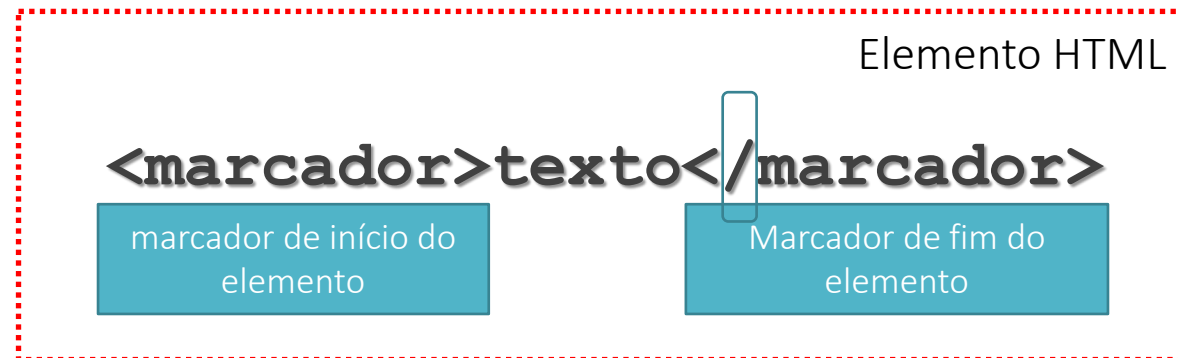 Elemento HTML
<marcador>texto</marcador>
marcador de início do
elemento
Marcador de fim do
elemento